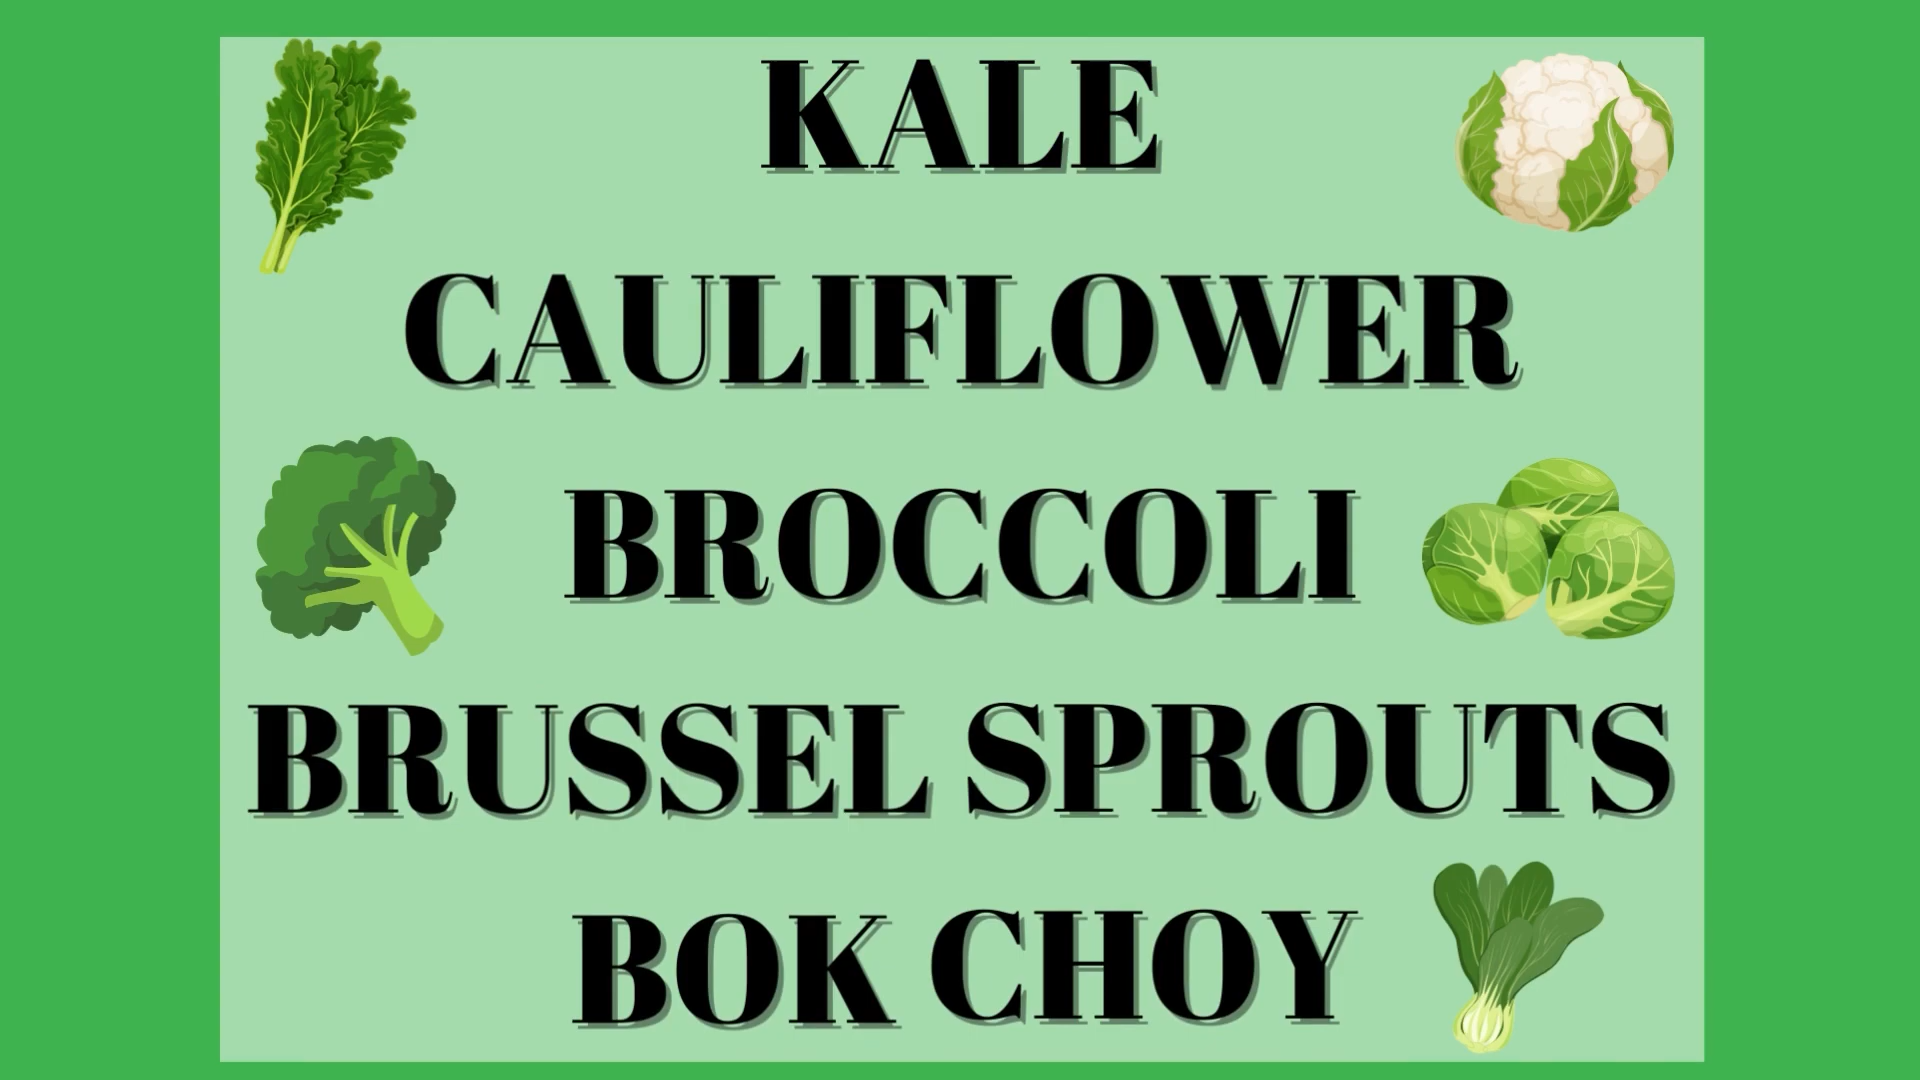 KALE
CAULIFLOWER
BROCCOLI
BRUSSEL SPROUTS
BOK CHOY